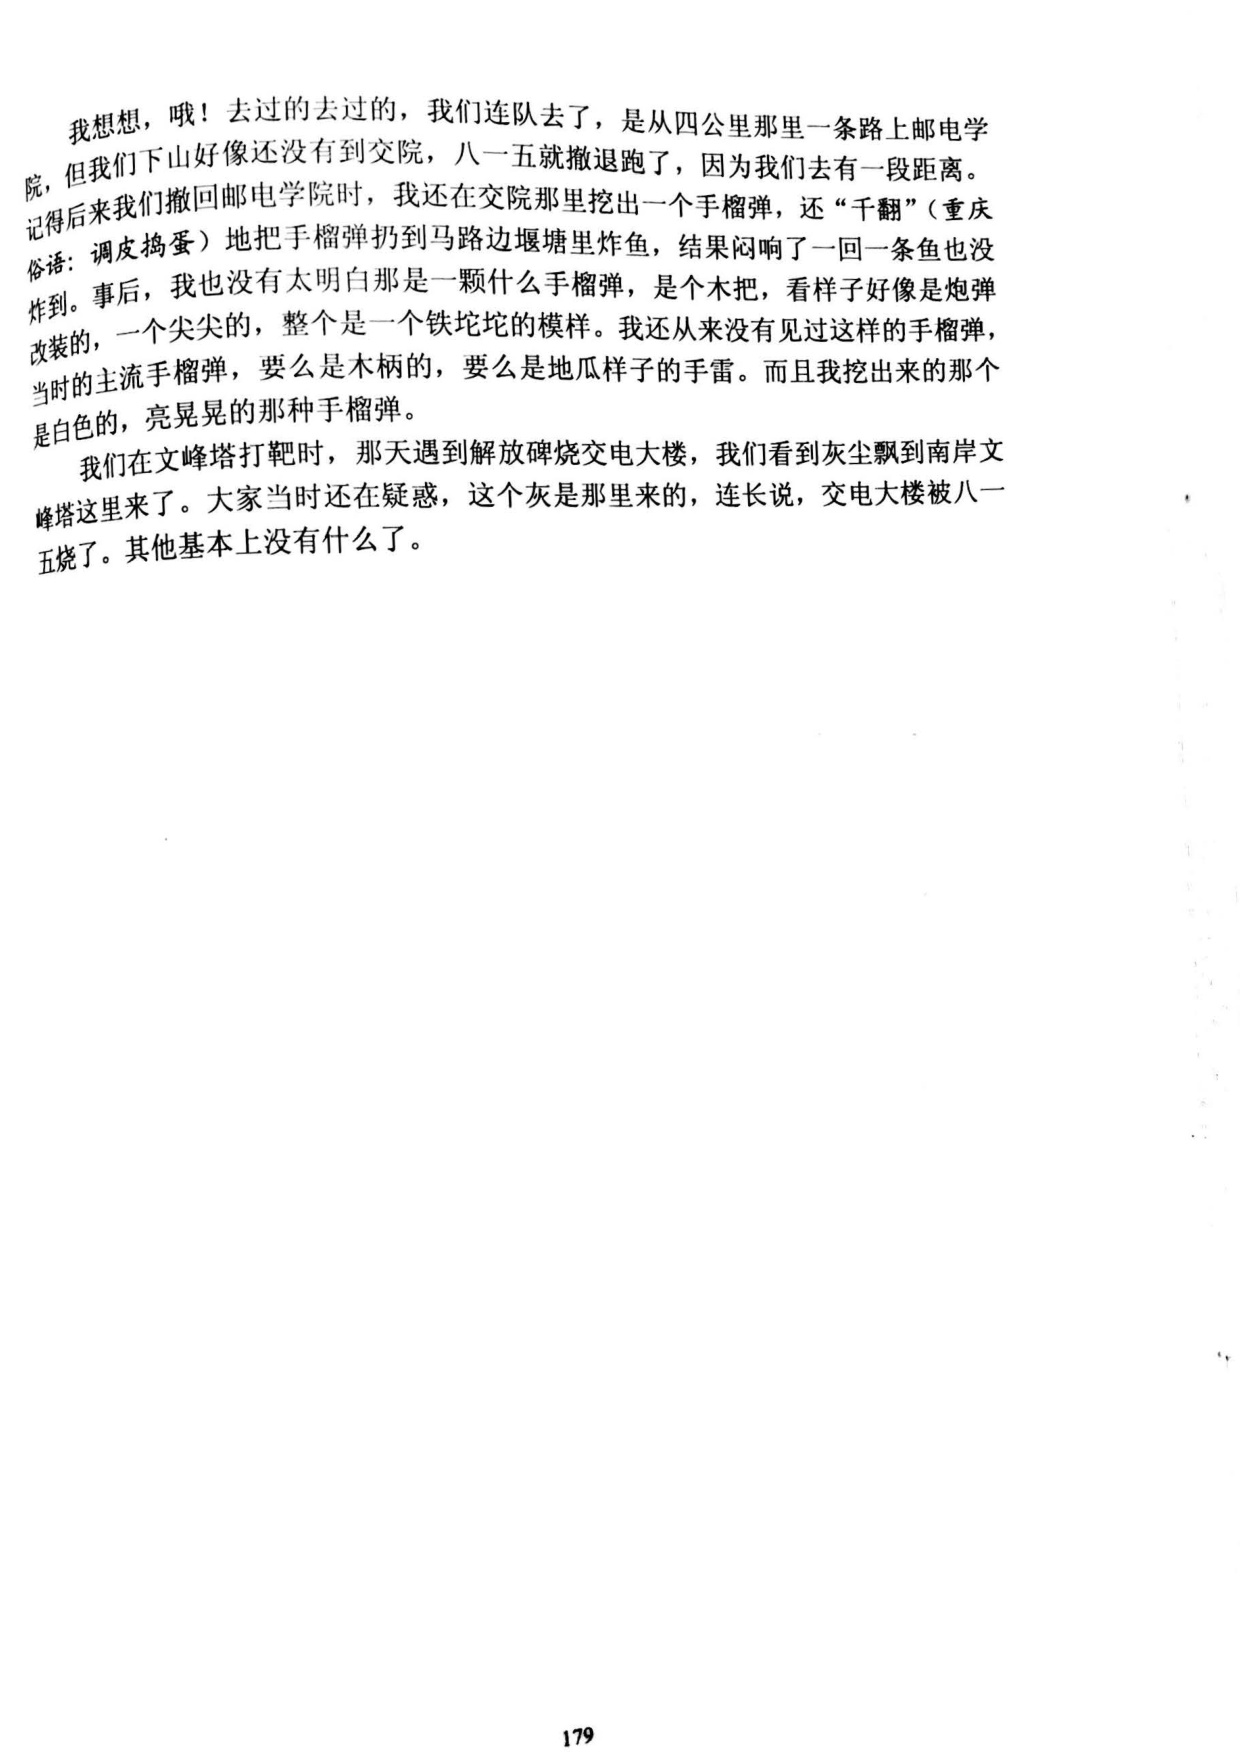 我想想，哦！去过的去过的，我们连队去了，是从四公里那里一条路上邮电学
院，但我们下山好像还没有到交院，八一五就撤退跑了，因为我们去有一段距离。
记得后来我们撤回邮电学院时，我还在交院那里挖出一个手榴弹，还“千翻”（重庆
俗语：调皮捣蛋）地把手榴弹扔到马路边堰塘里炸鱼，结果闷响了一回一条鱼也没
炸到。事后，我也没有太明白那是一颗什么手榴弹，是个木把，看样子好像是炮弹
改装的，一个尖尖的，整个是一个铁坨坨的模样。我还从来没有见过这样的手榴弹，
当时的主流手榴弹，要么是木柄的，要么是地瓜样子的手雷。而且我挖出来的那个
是白色的，亮晃晃的那种手榴弹。
我们在文峰塔打靶时，那天遇到解放碑烧交电大楼，我们看到灰尘飘到南岸文
峰塔这里来了。大家当时还在疑惑，这个灰是那里来的，连长说，交电大楼被八一
五烧了。其他基本上没有什么了。
179